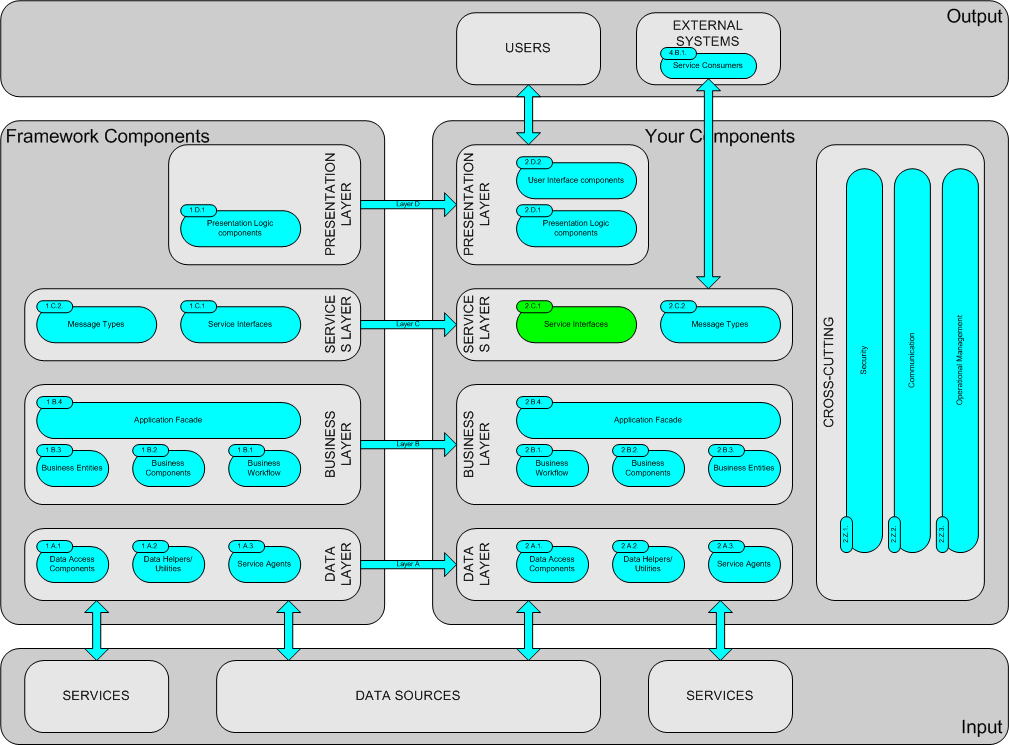 Output
USERS
EXTERNAL
SYSTEMS
4.B.1.
Service Consumers
Framework Components
PRESENTATION
LAYER
1.D.1
Presentation Logic
components
1.C.2.
Message Types
1.C.1
Service Interfaces
SERVICE
S LAYER
1.B.4
Application Facade
1.B.3
Business Entities
1.B.2
Business
Components
1.B.1
Business
Workflow
BUSINESS
LAYER
1.A.1
Data Access
Components
1.A.2
Data Helpers/
Utilities
1.A.3
Service Agents
DATA
LAYER
Layer D
Layer C
Layer B
Layer A
Your Components
PRESENTATION
LAYER
2.D.2
User Interface components
2.D.1
Presentation Logic
components
SERVICE
S LAYER
2.C.1
Service Interfaces
2.C.2
Message Types
BUSINESS
LAYER
2.B.4.
Application Facade
2.B.1.
Business
Workflow
2.B.2.
Business
Components
2.B.3.
Business Entities
DATA
LAYER
2.A.1.
Data Access
Components
2.A.2.
Data Helpers/
Utilities
2.A.3.
Service Agents
CROSS-CUTTING
Security
2.Z.1.
Communication
2.Z.2.
Operational Management
2.Z.3.
SERVICES
DATA SOURCES
SERVICES
Input